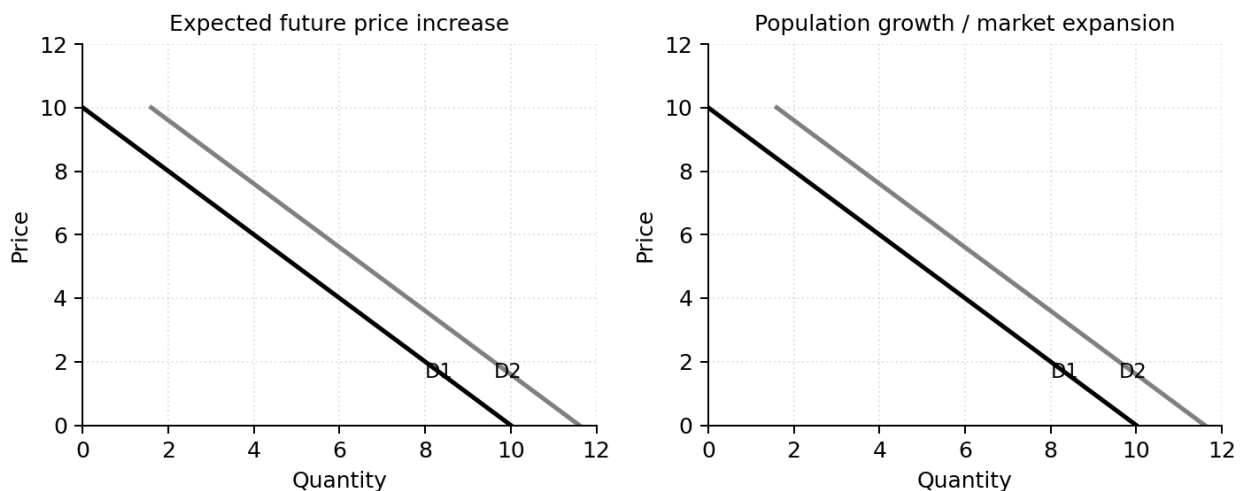 Expected future price increase
12
10
8
6
4
2
0
Price
D1
D2
0 2 4 6 8 10 12
Quantity
Population growth / market expansion
12
10
8
6
4
2
0
Price
D1
D2
0 2 4 6 8 10 12
Quantity